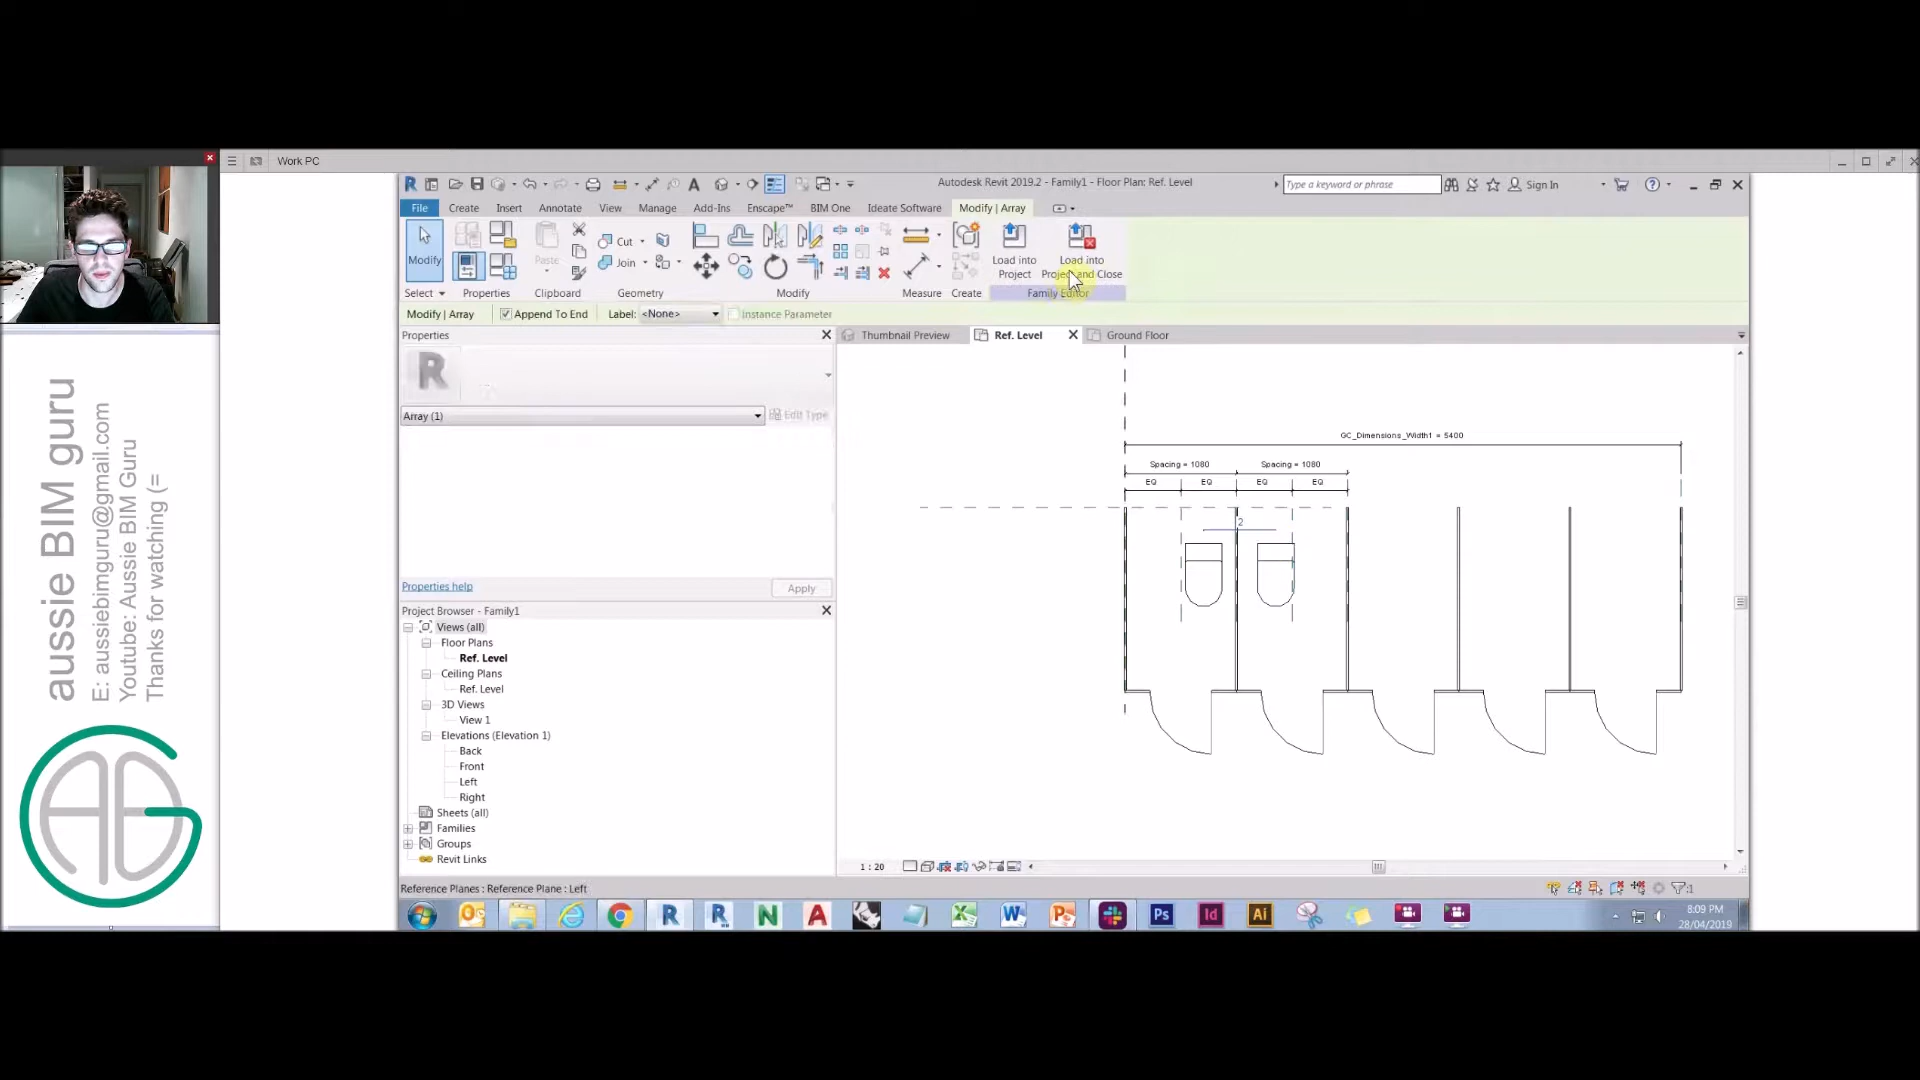 Work PC
Autodesk Revit 2019.2 - Family1 - Floor Plan: Ref. Level
Type a keyword or phrase
Sign In
File
Create
Insert
Annotate
View
Manage
Add-Ins
Enscape™
BIM One
Ideate Software
Modify | Array
Modify
Paste
Cut
Join
Load into
Project
Load into
Project and Close
Select
Properties
Clipboard
Geometry
Modify
Measure
Create
Family Editor
Modify | Array
Append To End
Label: <None>
Instance Parameter
Properties
Thumbnail Preview
Ref. Level
Ground Floor
R
Array (1)
Edit Type
Properties help
Apply
Project Browser - Family1
Views (all)
Floor Plans
Ref. Level
Ceiling Plans
Ref. Level
3D Views
View 1
Elevations (Elevation 1)
Back
Front
Left
Right
Sheets (all)
Families
Groups
Revit Links
GC_Dimensions_Width1 = 5400
Spacing = 1080
Spacing = 1080
EQ
EQ
EQ
EQ
2
1 : 20
Reference Planes : Reference Plane : Left
:1
8:09 PM
28/04/2019
aussie BIM guru
E: aussiebimguru@gmail.com
Youtube: Aussie BIM Guru
Thanks for watching (=
ABG